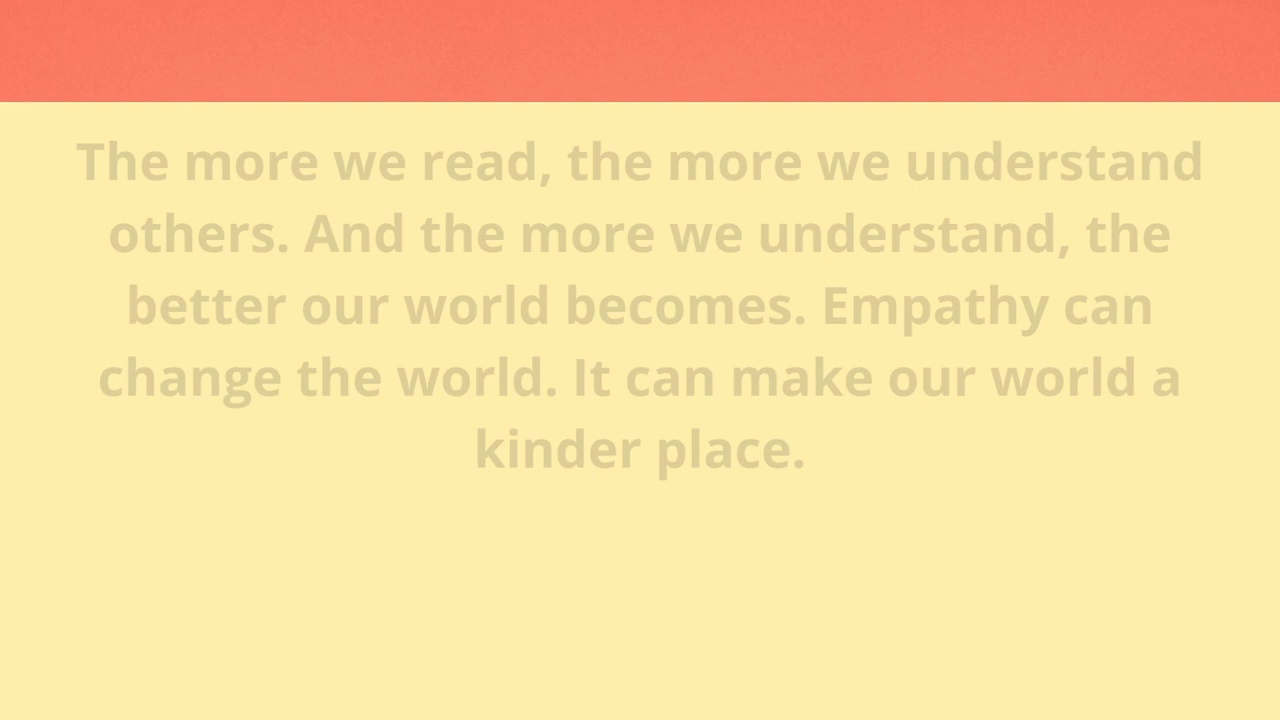 The more we read, the more we understand
others. And the more we understand, the
better our world becomes. Empathy can
change the world. It can make our world a
kinder place.